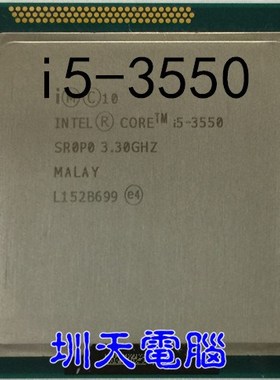 i5-3550
i Ⓜ Ⓒ 10
INTEL® CORE™ i5-3550
SR0P0 3.30GHZ
MALAY
L152B699 e4
圳天電腦